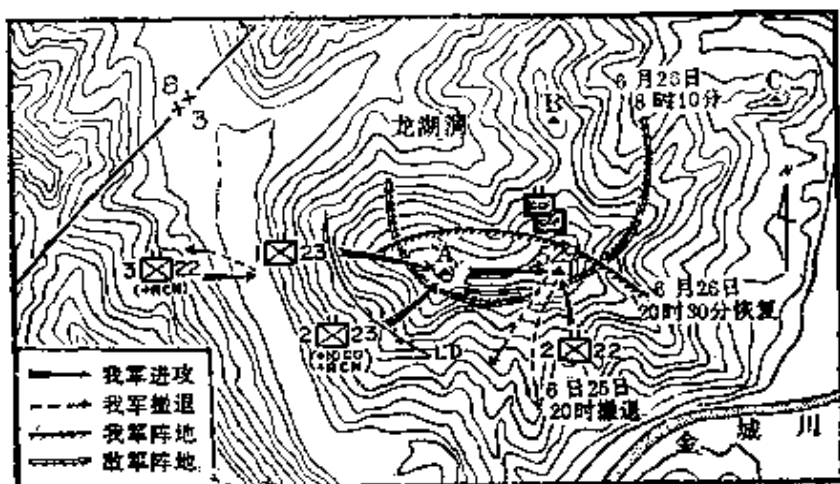 8
3
龙湖洞
B
6月26日
8时10分
C
A
1 23
3 22
(+RCN)
2 23
LD
2 22
6月26日
20时30分恢复
6日25日
20时撤退
我军进攻
我军撤退
我军阵地
敌军阵地
金城川